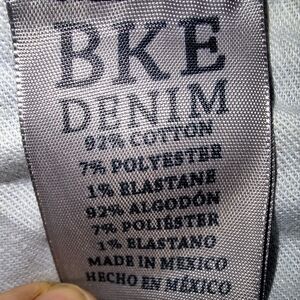 BKE
DENIM
92% COTTON
7% POLYESTER
1% ELASTANE
92% ALGODÓN
7% POLIÉSTER
1% ELASTANO
MADE IN MEXICO
HECHO EN MÉXICO